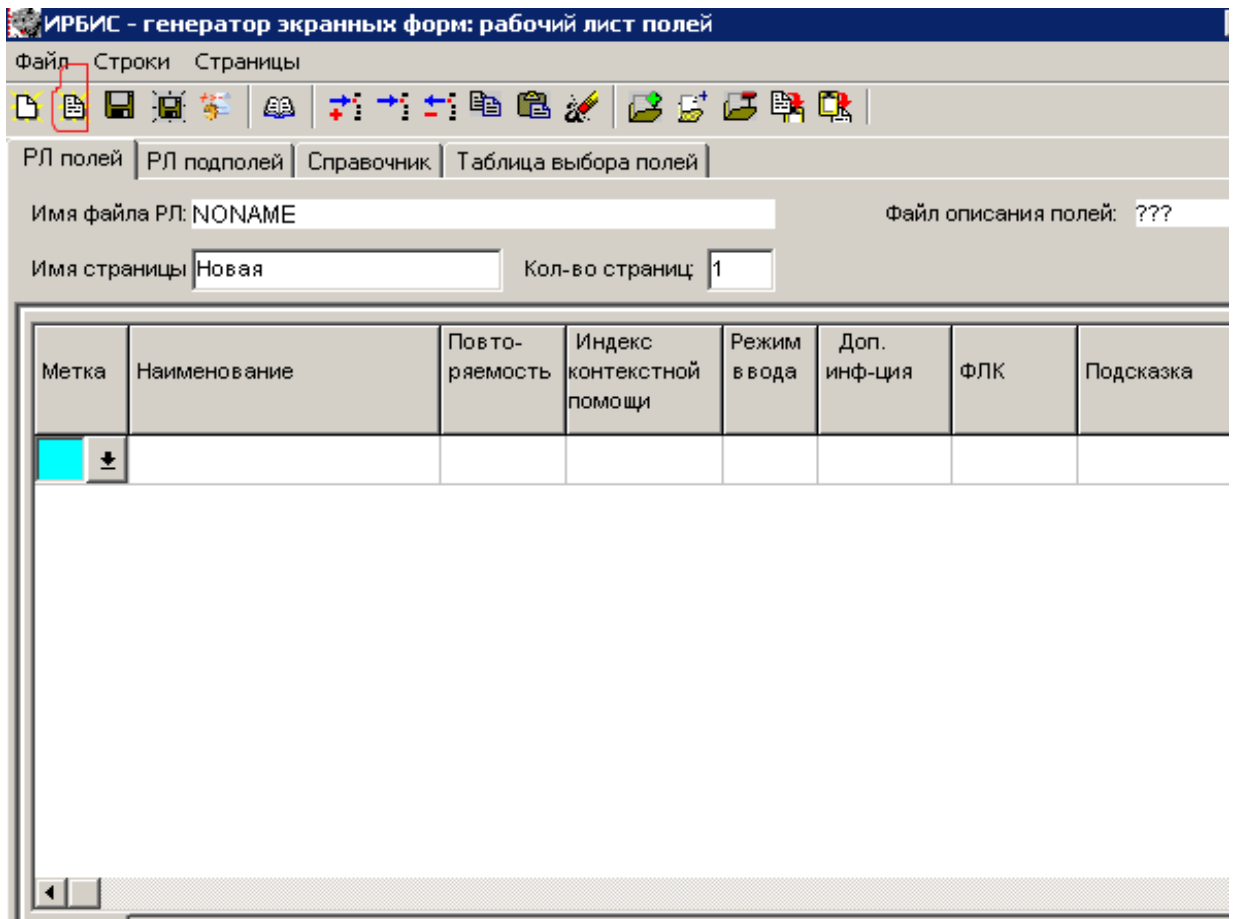 ИРБИС - генератор экранных форм: рабочий лист полей
Файл Строки Страницы
РЛ полей РЛ подполей Справочник Таблица выбора полей
Имя файла РЛ: NONAME Файл описания полей: ???
Имя страницы Новая Кол-во страниц: 1
Метка Наименование Повто- Индекс Режим Доп. ФЛК Подсказка
ряемость контекстной ввода инф-ция
помощи